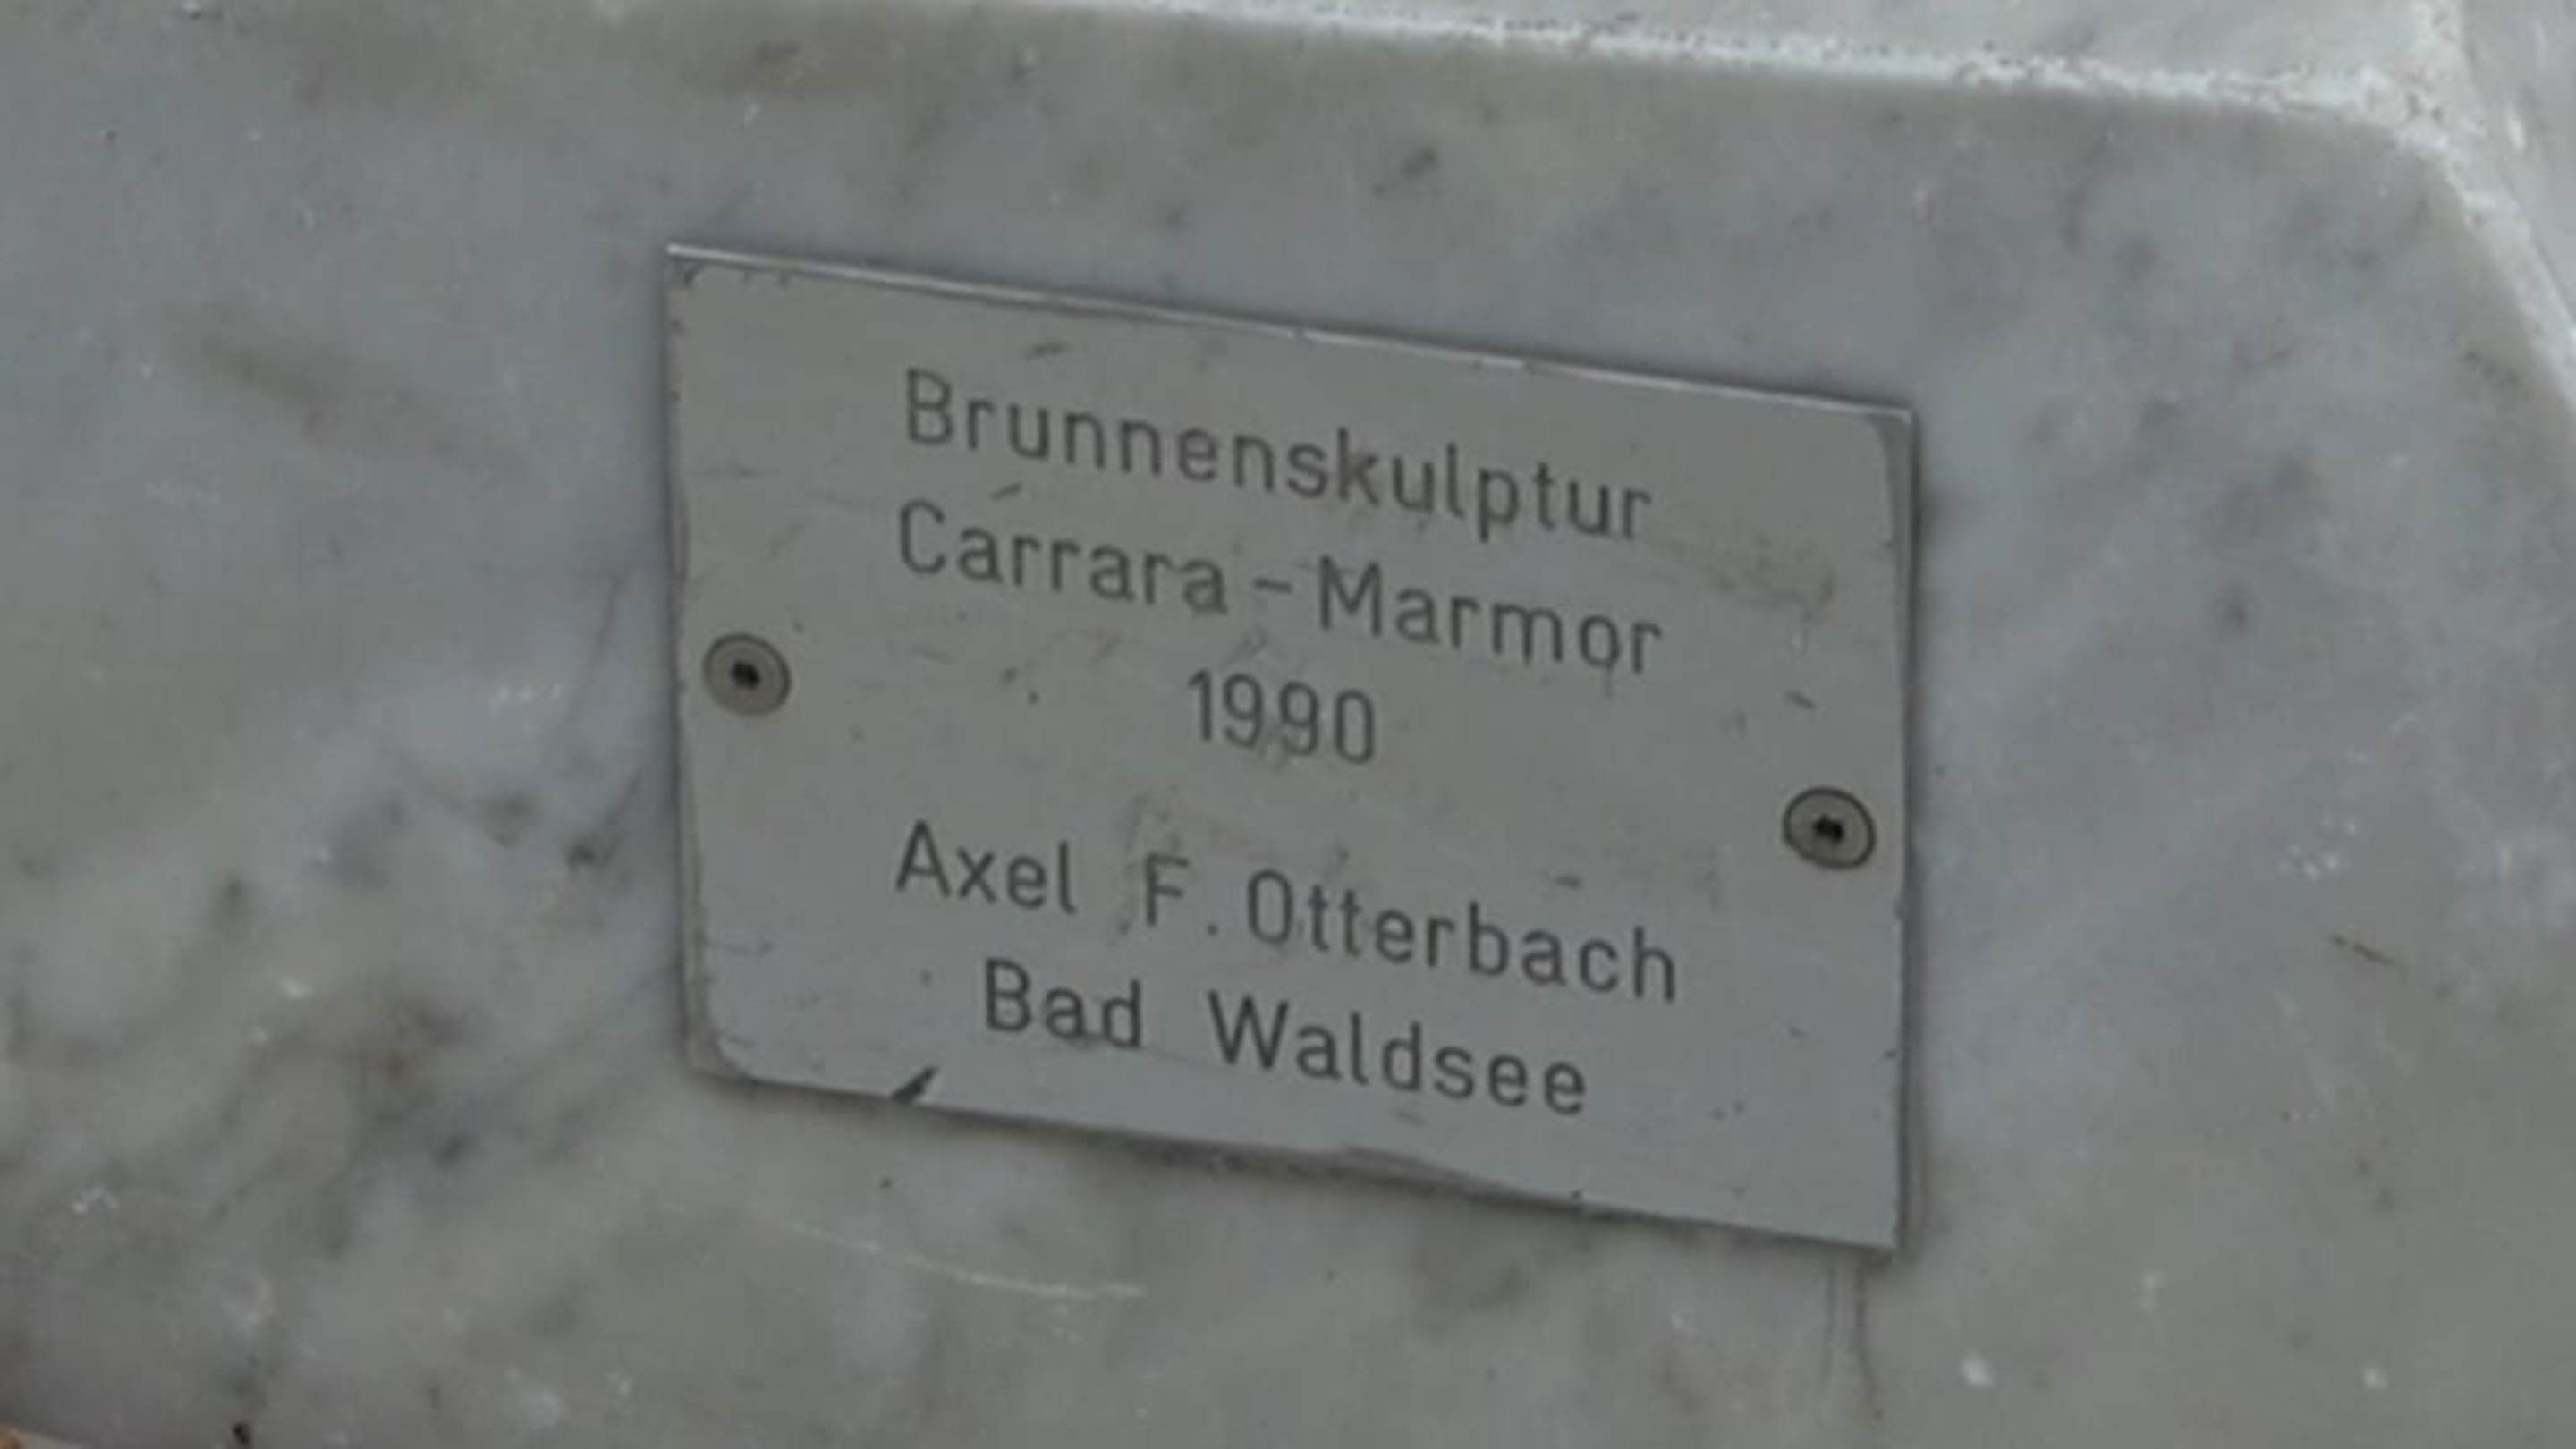 Brunnenskulptur
Carrara - Marmor
1990
Axel F. Otterbach
Bad Waldsee